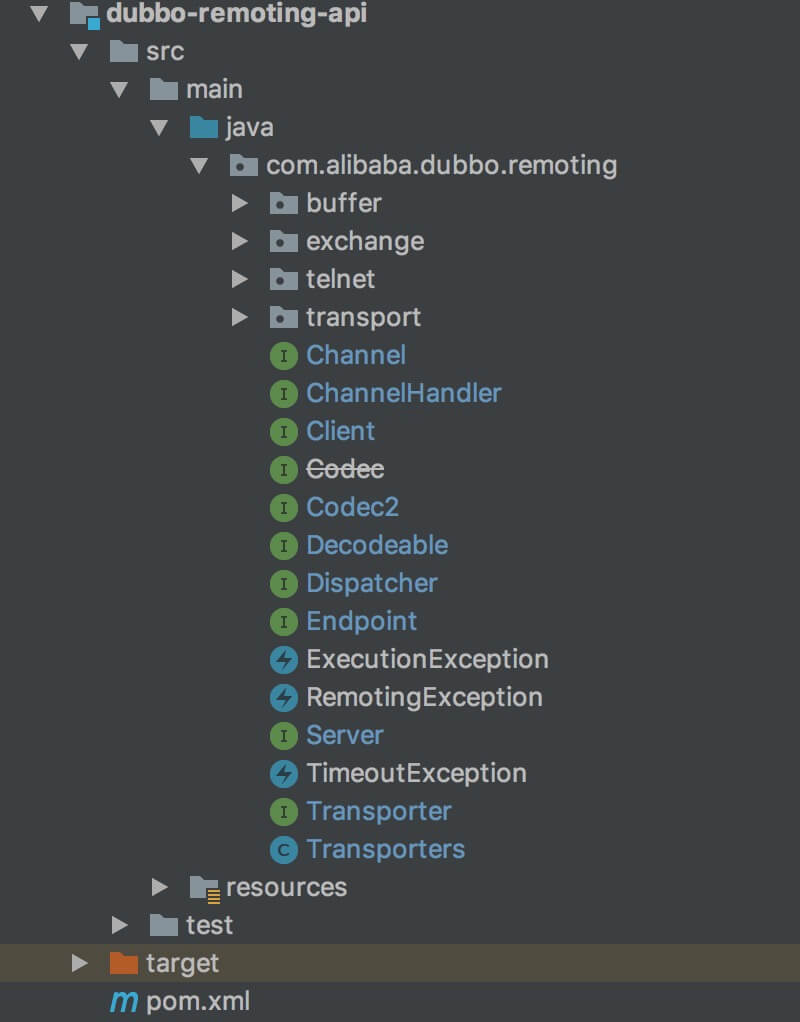 dubbo-remoting-api
src
main
java
com.alibaba.dubbo.remoting
buffer
exchange
telnet
transport
Channel
ChannelHandler
Client
Codec
Codec2
Decodeable
Dispatcher
Endpoint
ExecutionException
RemotingException
Server
TimeoutException
Transporter
Transporters
resources
test
target
pom.xml